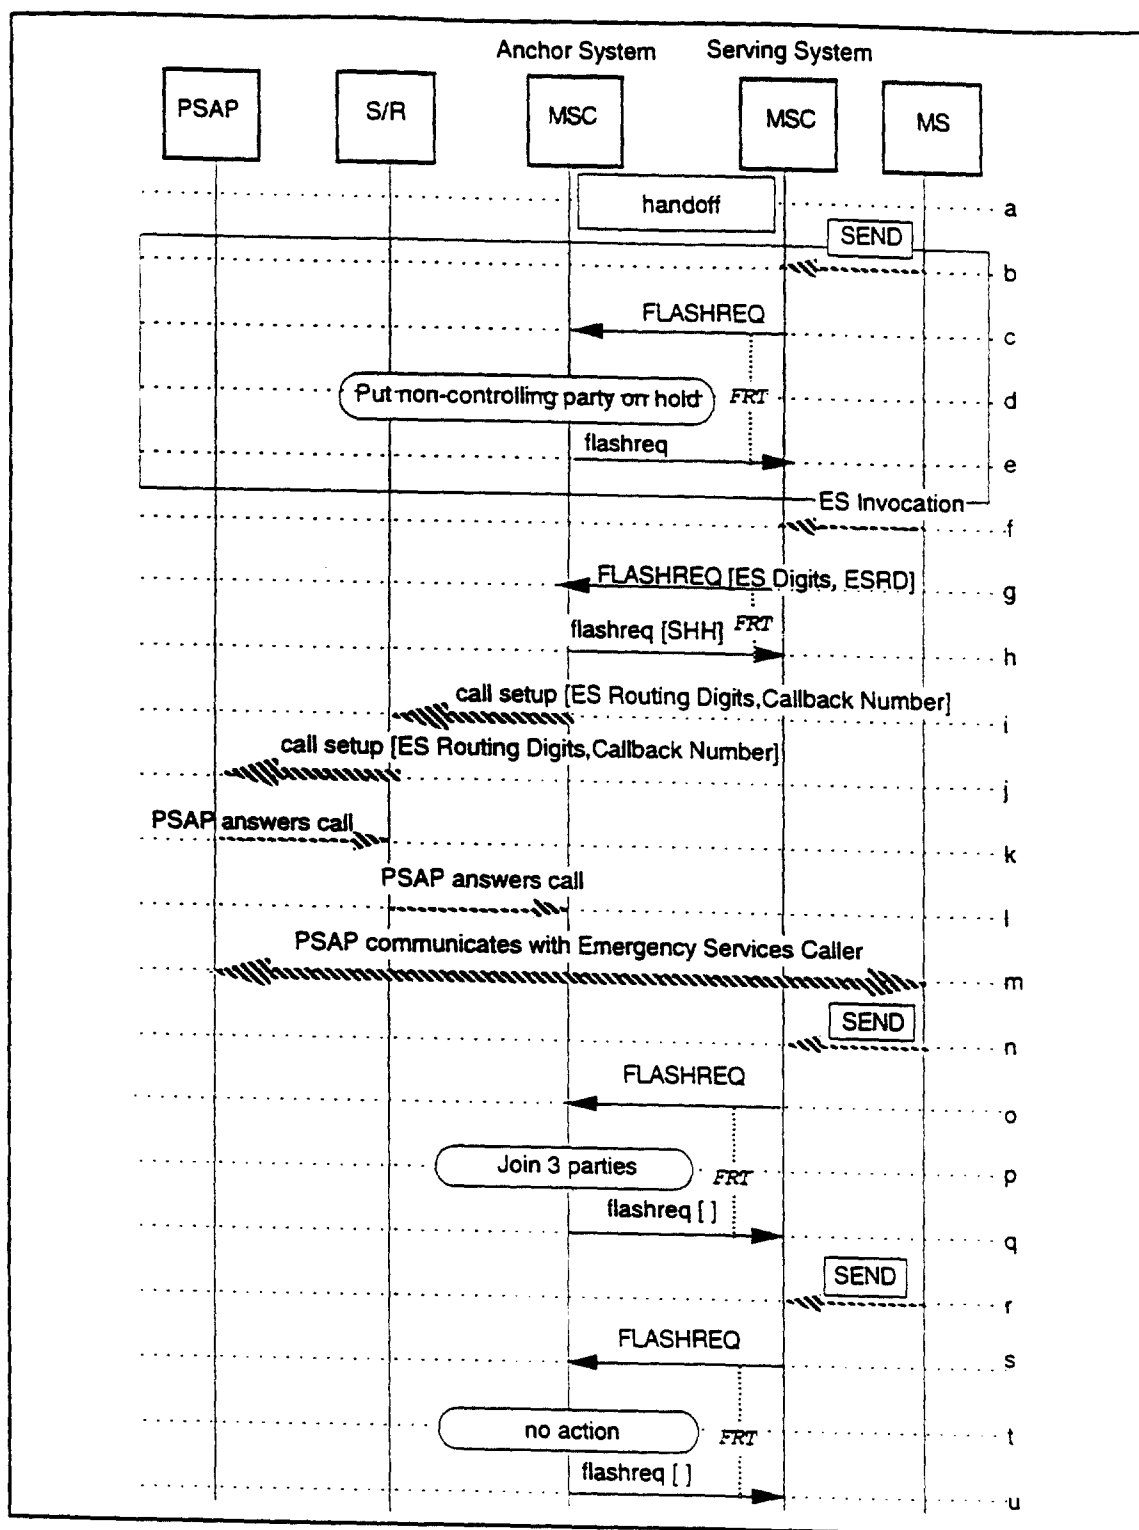 Anchor System Serving System
PSAP S/R MSC MSC MS
handoff a
SEND
b
FLASHREQ
c
Put non-controlling party on hold FRT d
flashreq
e
ES Invocation
f
FLASHREQ [ES Digits, ESRD]
g
flashreq [SHH] FRT
h
call setup [ES Routing Digits,Callback Number]
i
call setup [ES Routing Digits,Callback Number]
j
PSAP answers call
k
PSAP answers call
l
PSAP communicates with Emergency Services Caller
m
SEND
n
FLASHREQ
o
Join 3 parties FRT p
flashreq [ ]
q
SEND
r
FLASHREQ
s
no action FRT t
flashreq [ ]
u